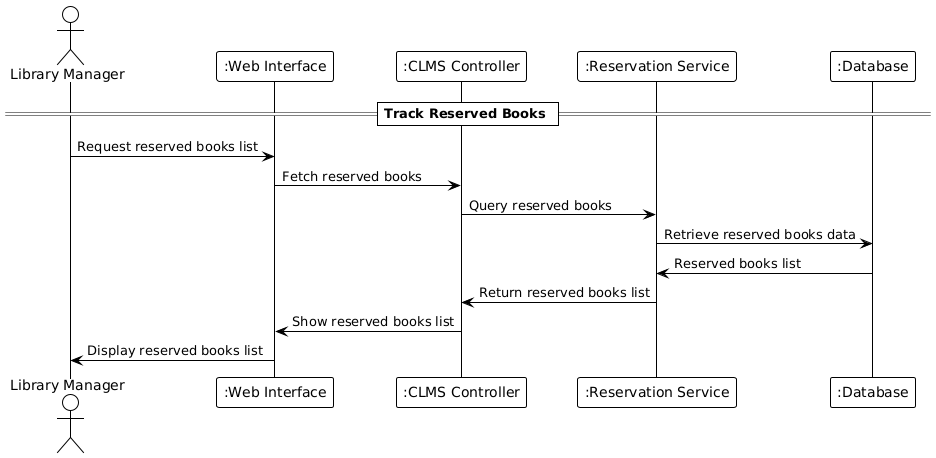 Library Manager
:Web Interface
:CLMS Controller
:Reservation Service
:Database
Track Reserved Books
Request reserved books list
Fetch reserved books
Query reserved books
Retrieve reserved books data
Reserved books list
Return reserved books list
Show reserved books list
Display reserved books list
Library Manager
:Web Interface
:CLMS Controller
:Reservation Service
:Database